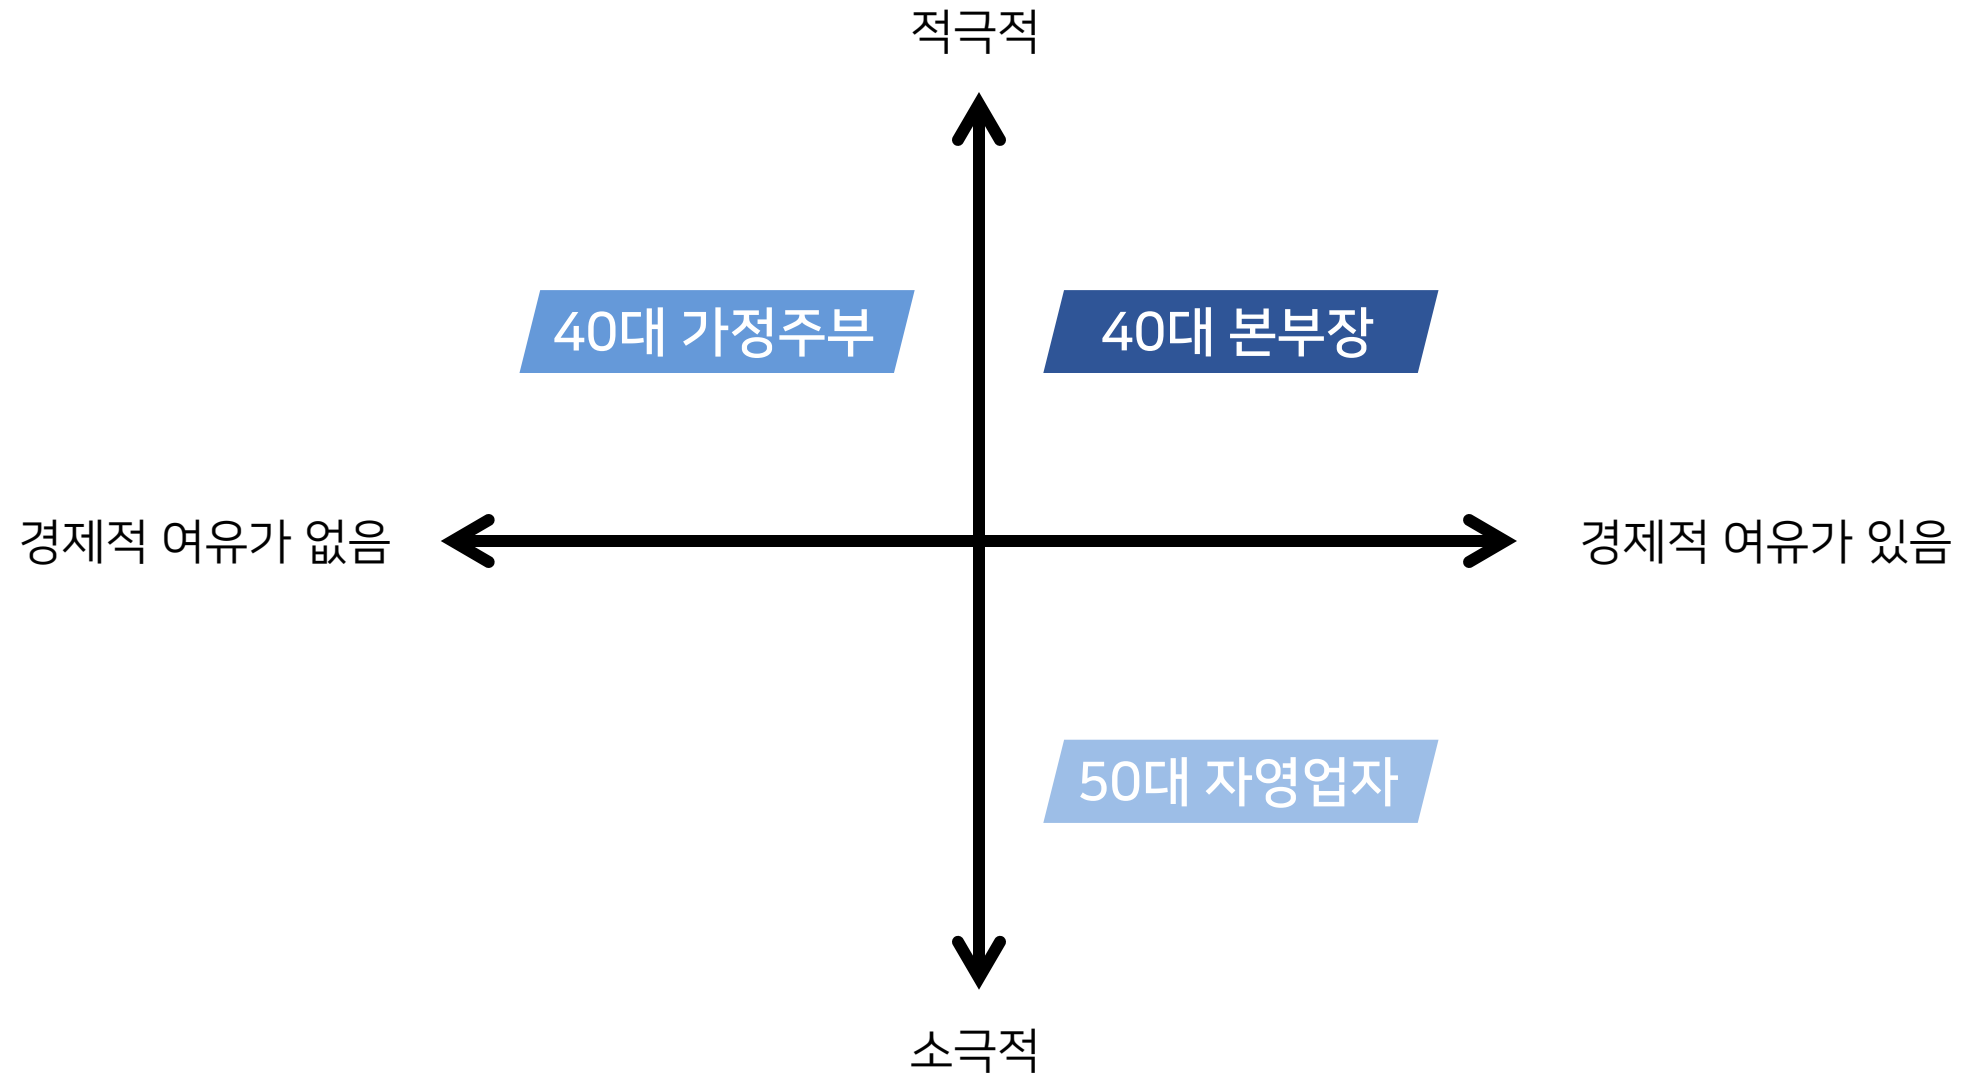 적극적
40대 가정주부
40대 본부장
경제적 여유가 없음
경제적 여유가 있음
50대 자영업자
소극적